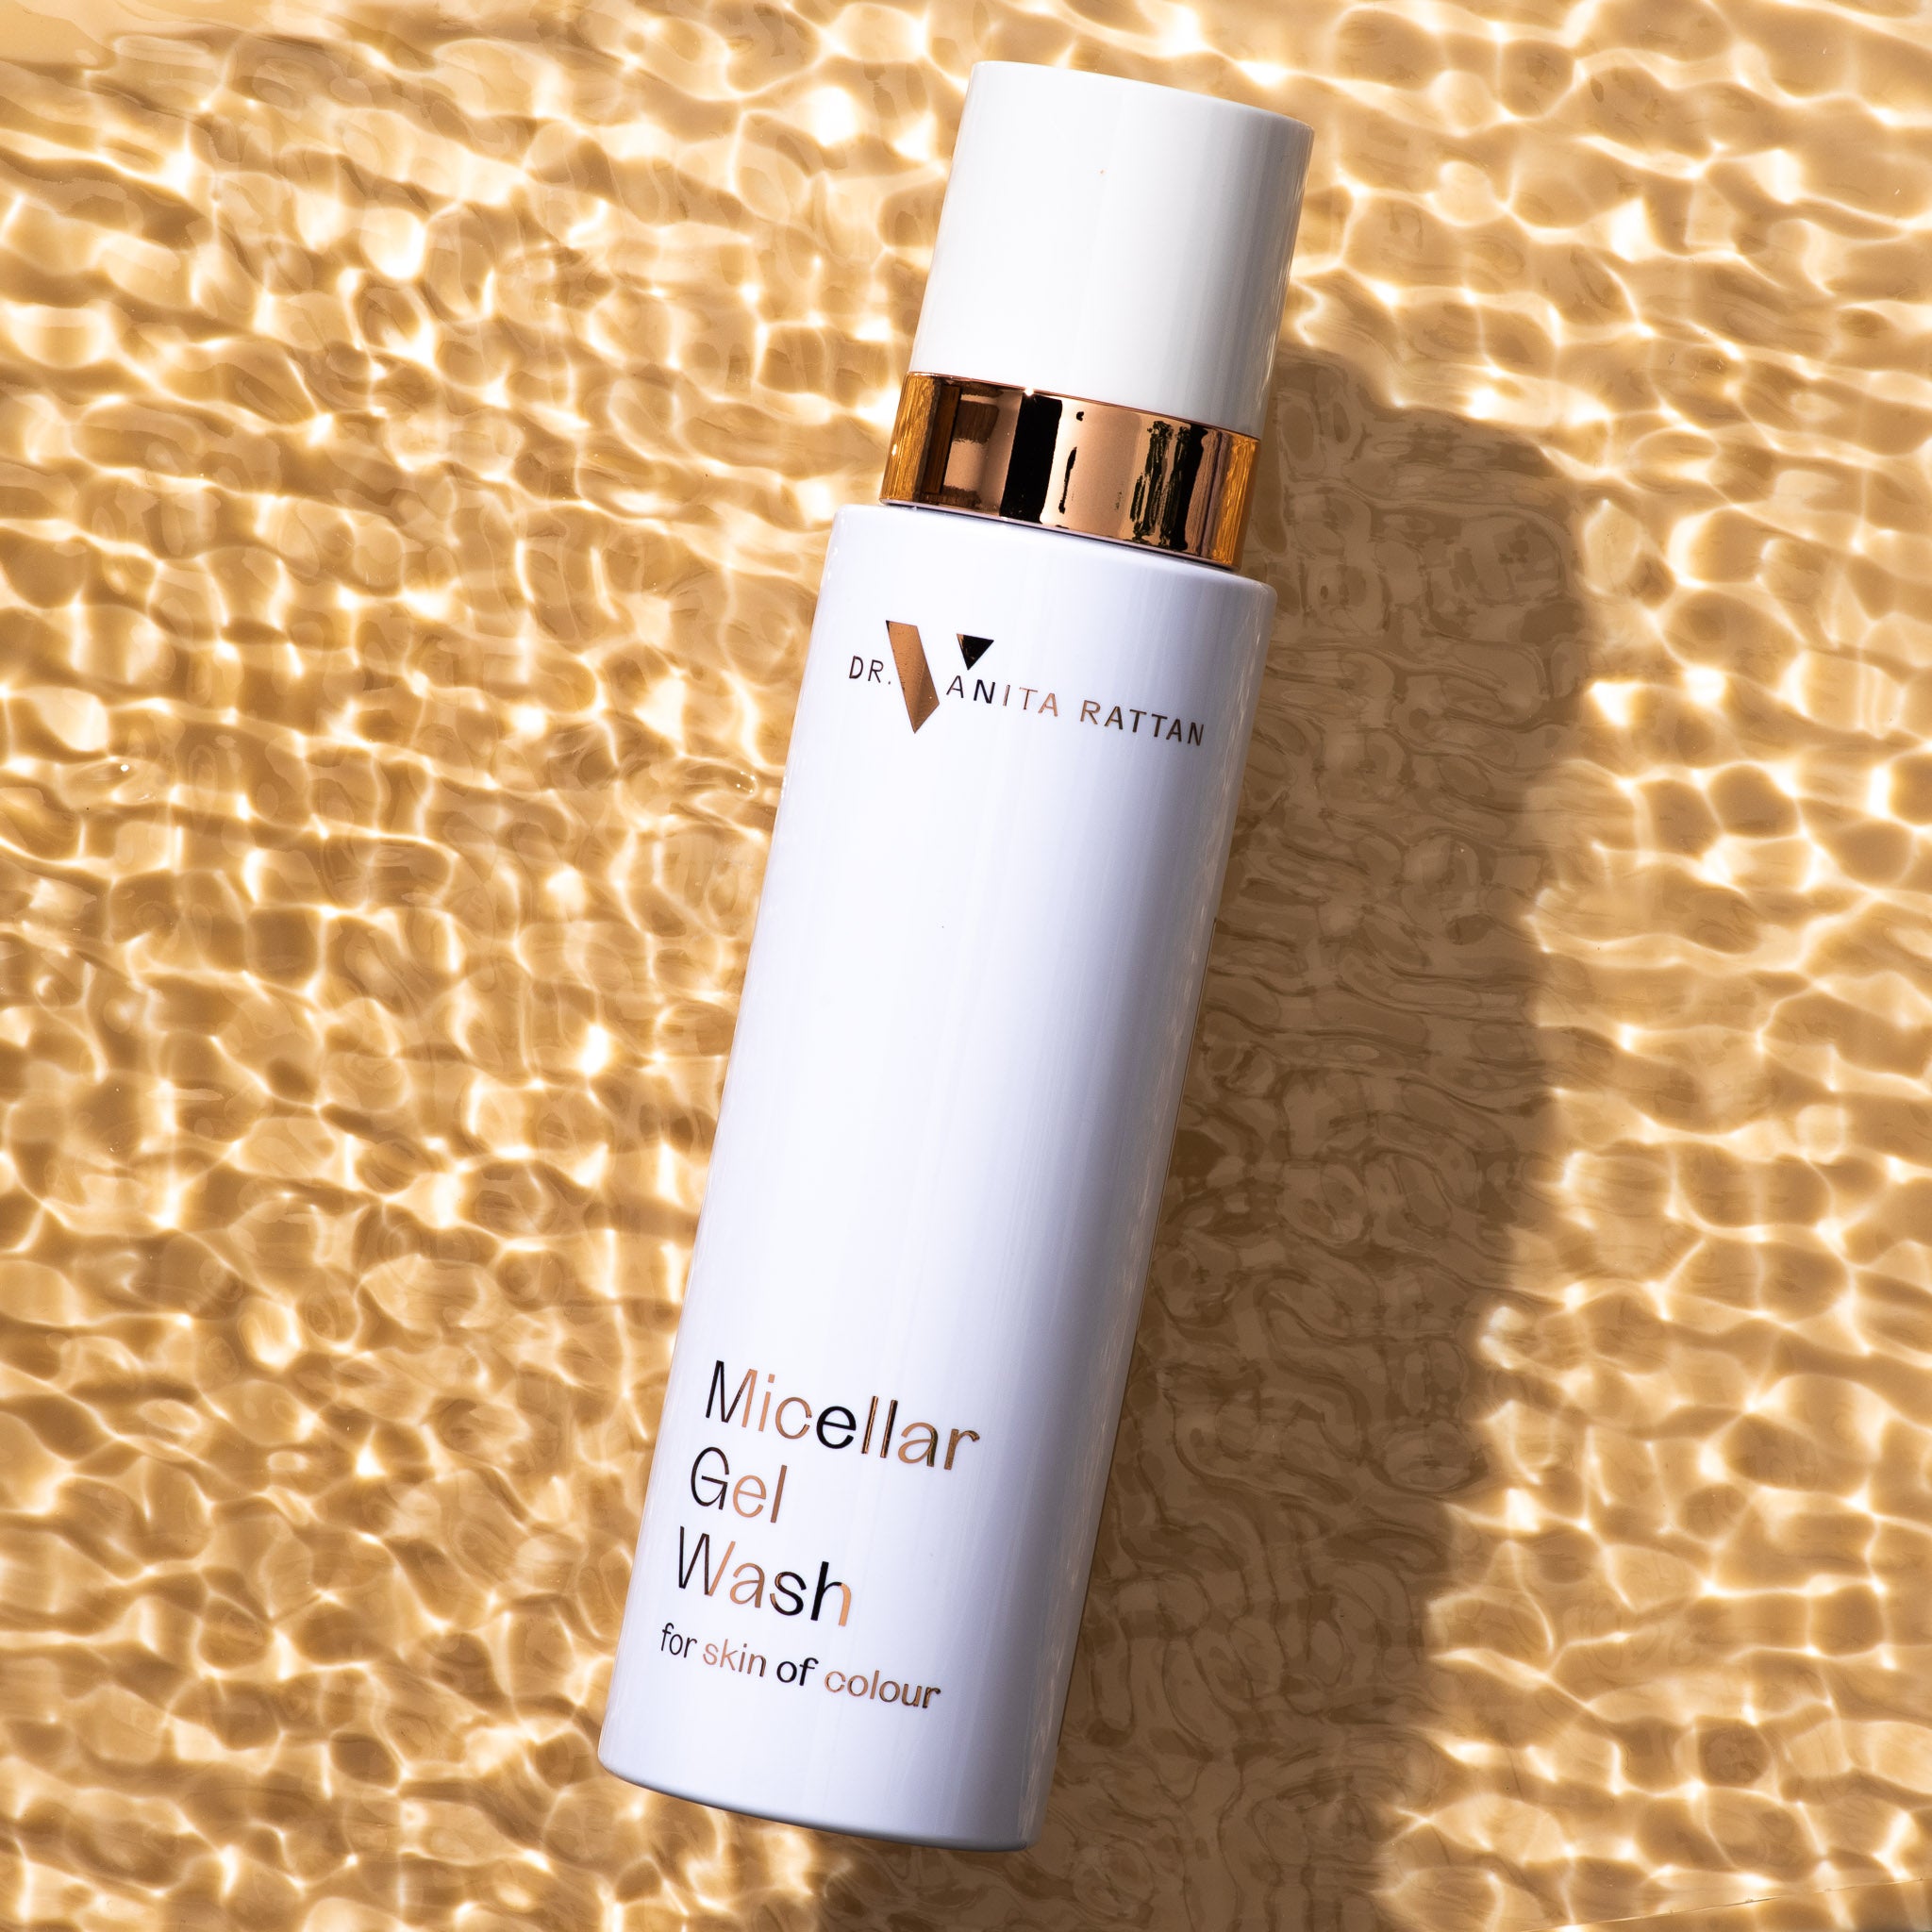 DR. VANITA RATTAN
Micellar
Gel
Wash
for skin of colour